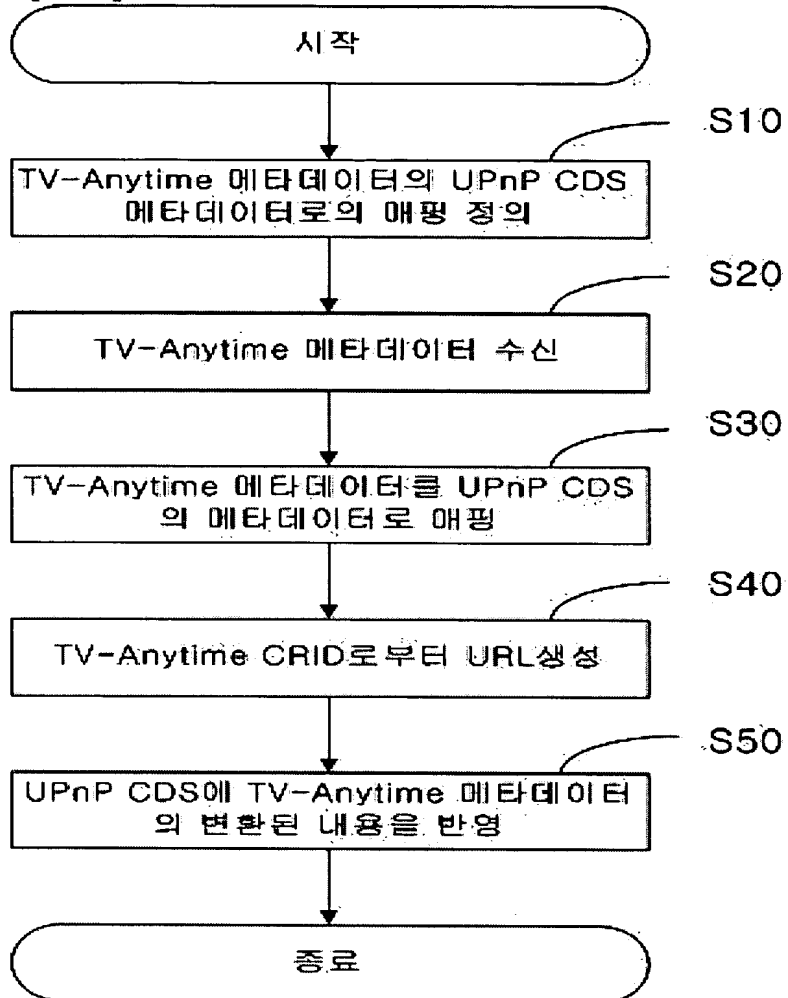 시작
S10
TV-Anytime 메타데이터의 UPnP CDS
메타데이터로의 매핑 정의
S20
TV-Anytime 메타데이터 수신
S30
TV-Anytime 메타데이터를 UPnP CDS
의 메타데이터로 매핑
S40
TV-Anytime CRID로부터 URL생성
S50
UPnP CDS에 TV-Anytime 메타데이터
의 변환된 내용을 반영
종료